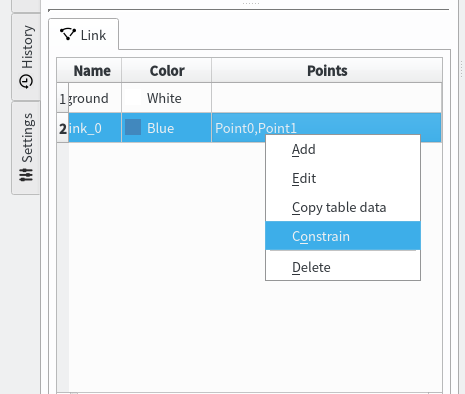 History
Settings
Link
Name Color Points
1 ground White
2 ink_0 Blue Point0,Point1
Add
Edit
Copy table data
Constrain
Delete